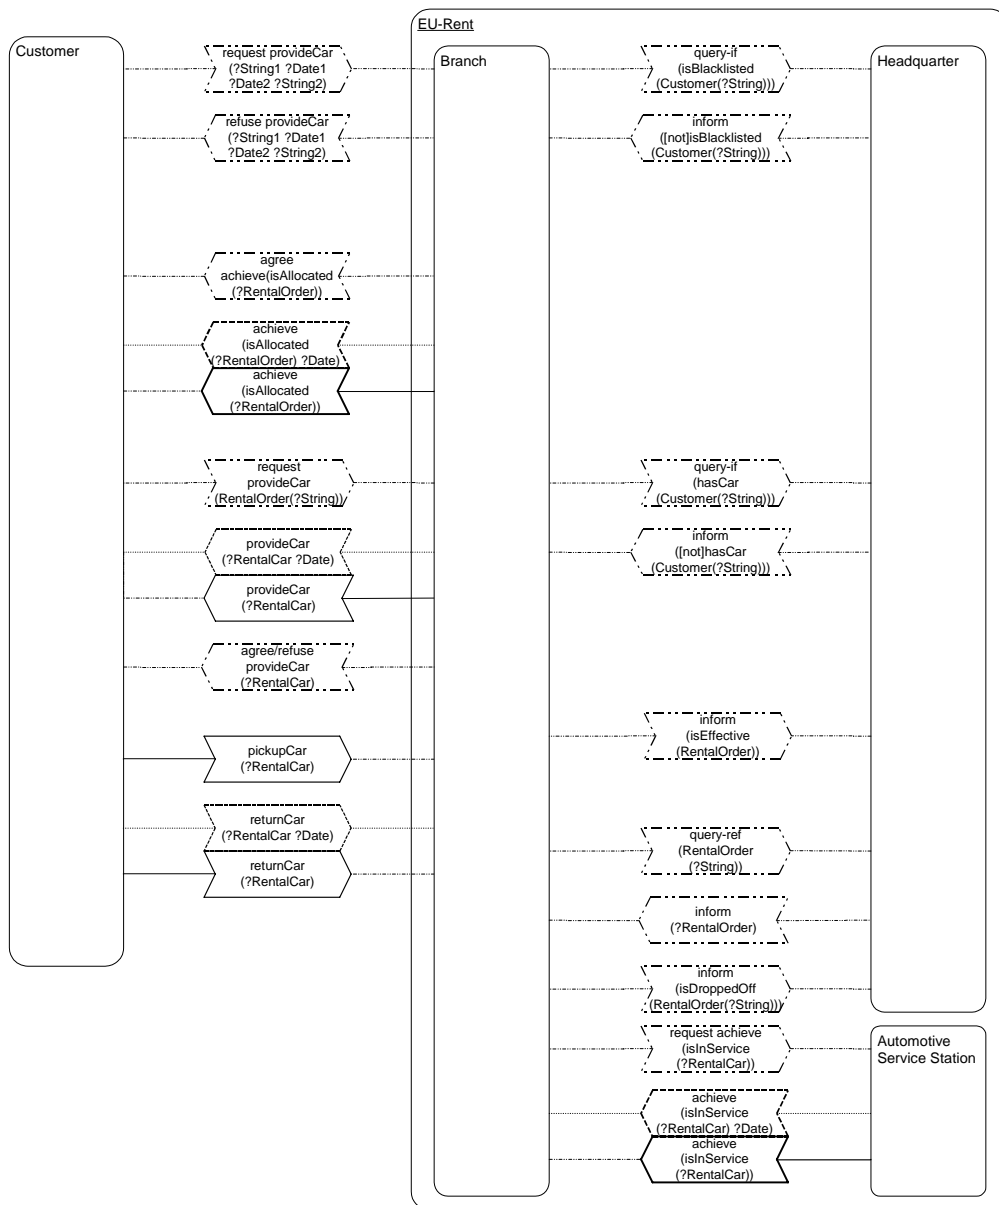 EU-Rent
Customer
Branch
Headquarter
request provideCar
(?String1 ?Date1
?Date2 ?String2)
query-if
(isBlacklisted
(Customer(?String)))
refuse provideCar
(?String1 ?Date1
?Date2 ?String2)
inform
([not]isBlacklisted
(Customer(?String)))
agree
achieve(isAllocated
(?RentalOrder))
achieve
(isAllocated
(?RentalOrder) ?Date)
achieve
(isAllocated
(?RentalOrder))
request
provideCar
(RentalOrder(?String))
query-if
(hasCar
(Customer(?String)))
provideCar
(?RentalCar ?Date)
inform
([not]hasCar
(Customer(?String)))
provideCar
(?RentalCar)
agree/refuse
provideCar
(?RentalCar)
inform
(isEffective
(RentalOrder))
pickupCar
(?RentalCar)
returnCar
(?RentalCar ?Date)
query-ref
(RentalOrder
(?String))
returnCar
(?RentalCar)
inform
(?RentalOrder)
inform
(isDroppedOff
(RentalOrder(?String)))
request achieve
(isInService
(?RentalCar))
Automotive
Service Station
achieve
(isInService
(?RentalCar) ?Date)
achieve
(isInService
(?RentalCar))